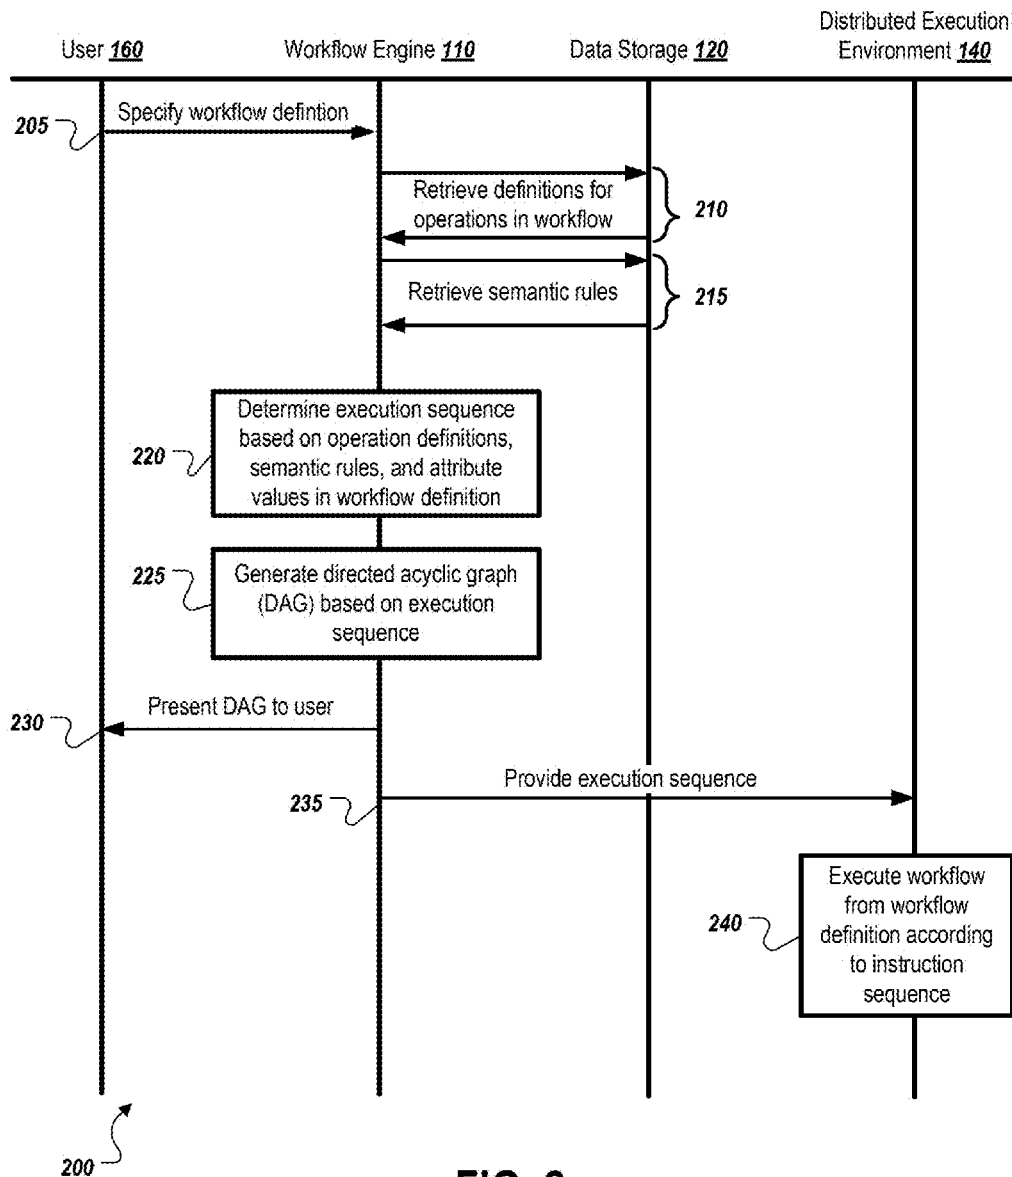 Distributed Execution
User 160 Workflow Engine 110 Data Storage 120 Environment 140
Specify workflow defintion
205
Retrieve definitions for
operations in workflow
210
Retrieve semantic rules
215
Determine execution sequence
based on operation definitions,
semantic rules, and attribute
values in workflow definition
220
Generate directed acyclic graph
(DAG) based on execution
sequence
225
Present DAG to user
230
Provide execution sequence
235
Execute workflow
from workflow
definition according
to instruction
sequence
240
200